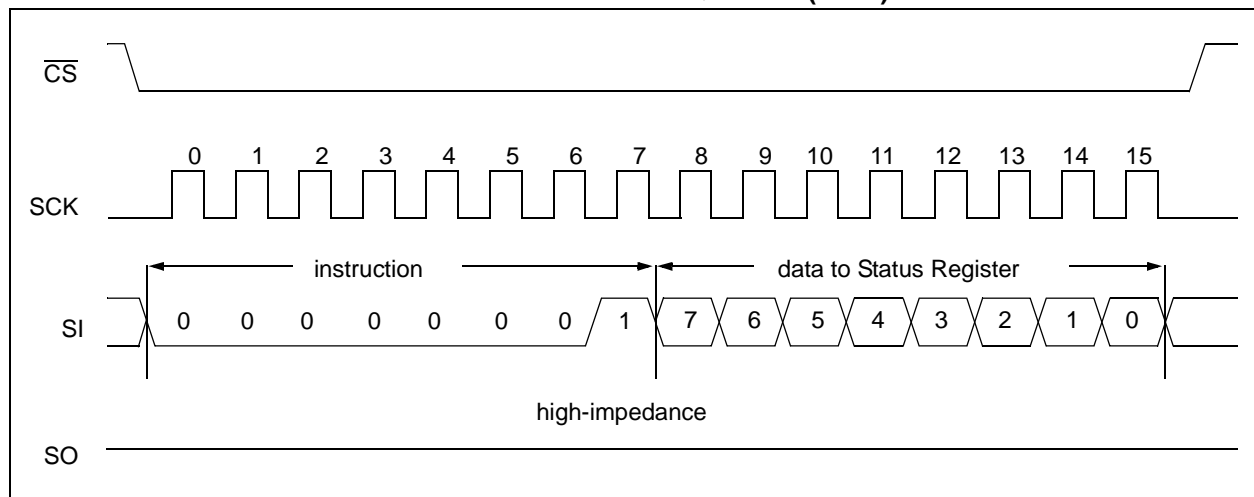 CS
0 1 2 3 4 5 6 7 8 9 10 11 12 13 14 15
SCK
instruction
data to Status Register
SI
0 0 0 0 0 0 0 1 7 6 5 4 3 2 1 0
high-impedance
SO